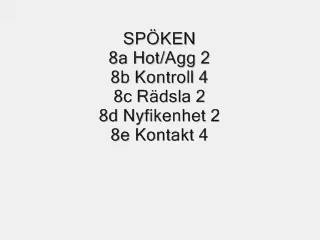 SPÖKEN
8a Hot/Agg 2
8b Kontroll 4
8c Rädsla 2
8d Nyfikenhet 2
8e Kontakt 4